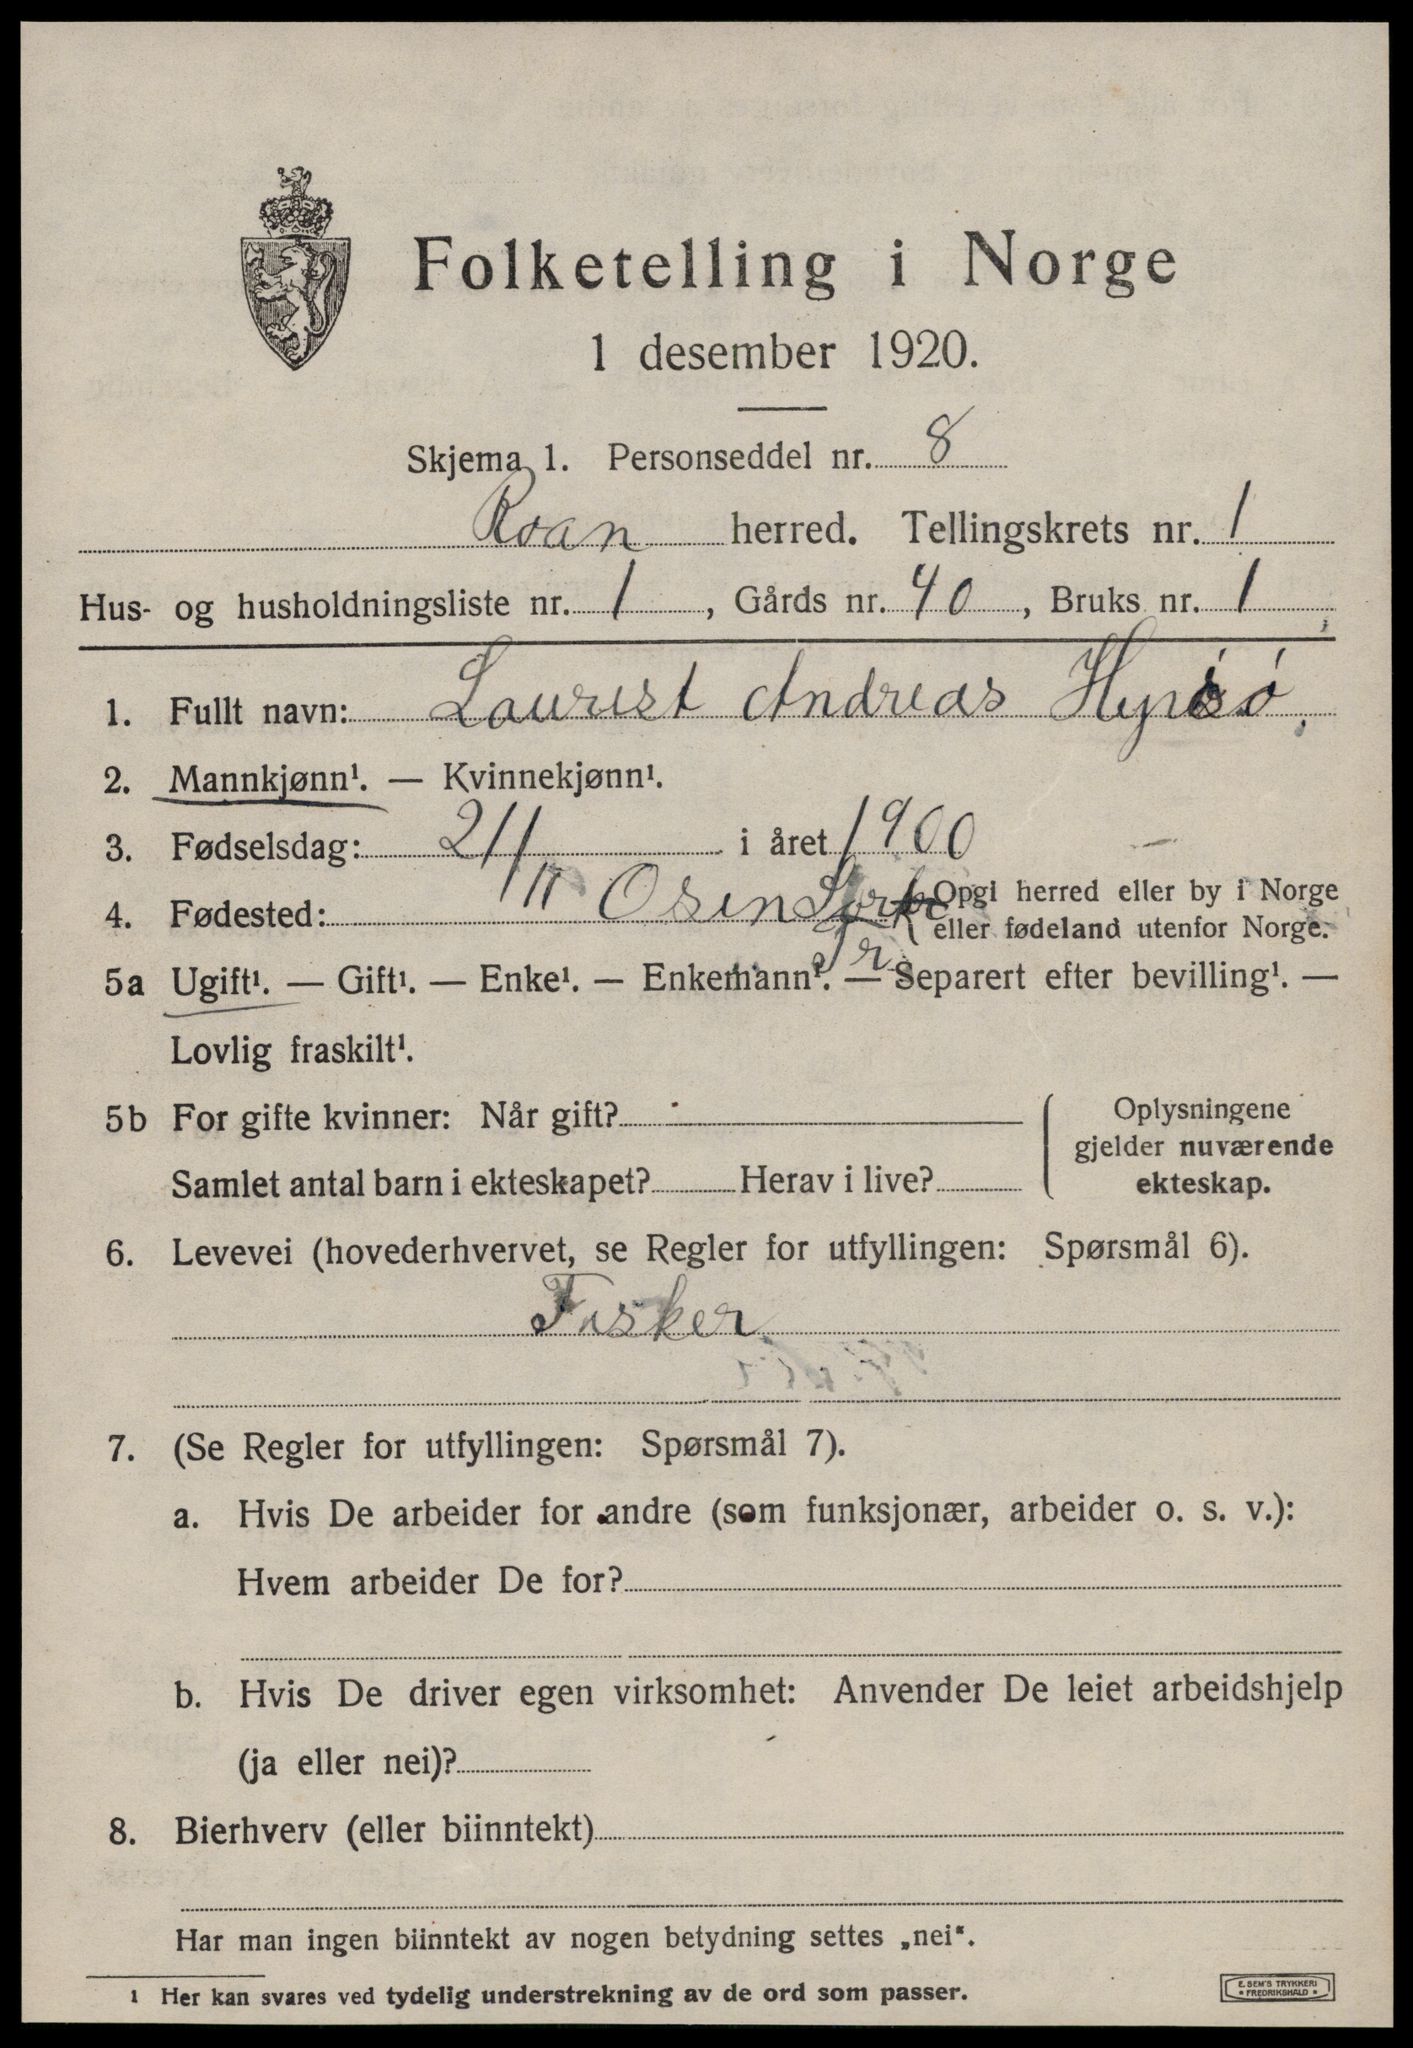 Folketelling i Norge
1 desember 1920.
Skjema 1. Personseddel nr. 8
Roan herred. Tellingskrets nr. 1
Hus- og husholdningsliste nr. 1, Gårds nr. 40, Bruks nr. 1
1. Fullt navn: Laurist Andreas
2. Mannkjønn¹. — Kvinnekjønn¹.
3. Fødselsdag: 21/11 i året 1900
4. Fødested: Osen { Opgi herred eller by i Norge
eller fødeland utenfor Norge.
5a Ugift¹. — Gift¹. — Enke¹. — Enkemann¹. — Separert efter bevilling¹. —
Lovlig fraskilt¹.
5b For gifte kvinner: Når gift?
Samlet antal barn i ekteskapet? Herav i live?
Oplysningene
gjelder nuværende
ekteskap.
6. Levevei (hovederhvervet, se Regler for utfyllingen: Spørsmål 6).
Fisker
7. (Se Regler for utfyllingen: Spørsmål 7).
a. Hvis De arbeider for andre (som funksjonær, arbeider o. s. v.):
Hvem arbeider De for?
b. Hvis De driver egen virksomhet: Anvender De leiet arbeidshjelp
(ja eller nei)?
8. Bierhverv (eller biinntekt)
Har man ingen biinntekt av nogen betydning settes „nei“.
1 Her kan svares ved tydelig understrekning av de ord som passer.
E. SEM'S TRYKKERI
* FREDRIKSHALD *